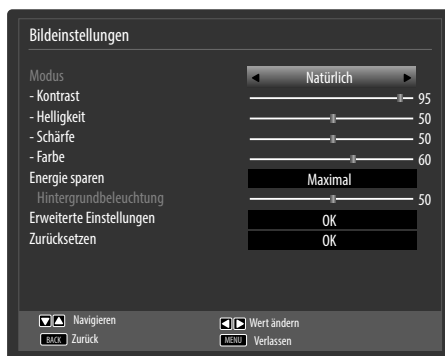 Bildeinstellungen
Modus Natürlich
- Kontrast 95
- Helligkeit 50
- Schärfe 50
- Farbe 60
Energie sparen Maximal
Hintergrundbeleuchtung 50
Erweiterte Einstellungen OK
Zurücksetzen OK
Navigieren Wert ändern
BACK Zurück MENU Verlassen